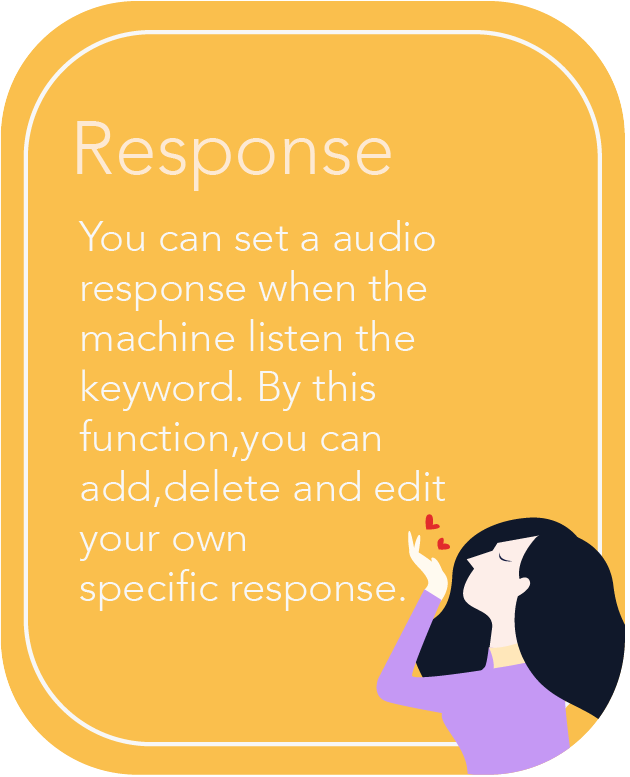 Response
You can set a audio
response when the
machine listen the
keyword. By this
function,you can
add,delete and edit
your own
specific response.